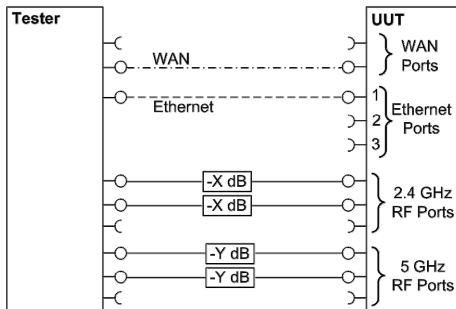 Tester
UUT
WAN
WAN
Ports
Ethernet
1
2
3
Ethernet
Ports
-X dB
-X dB
2.4 GHz
RF Ports
-Y dB
-Y dB
5 GHz
RF Ports